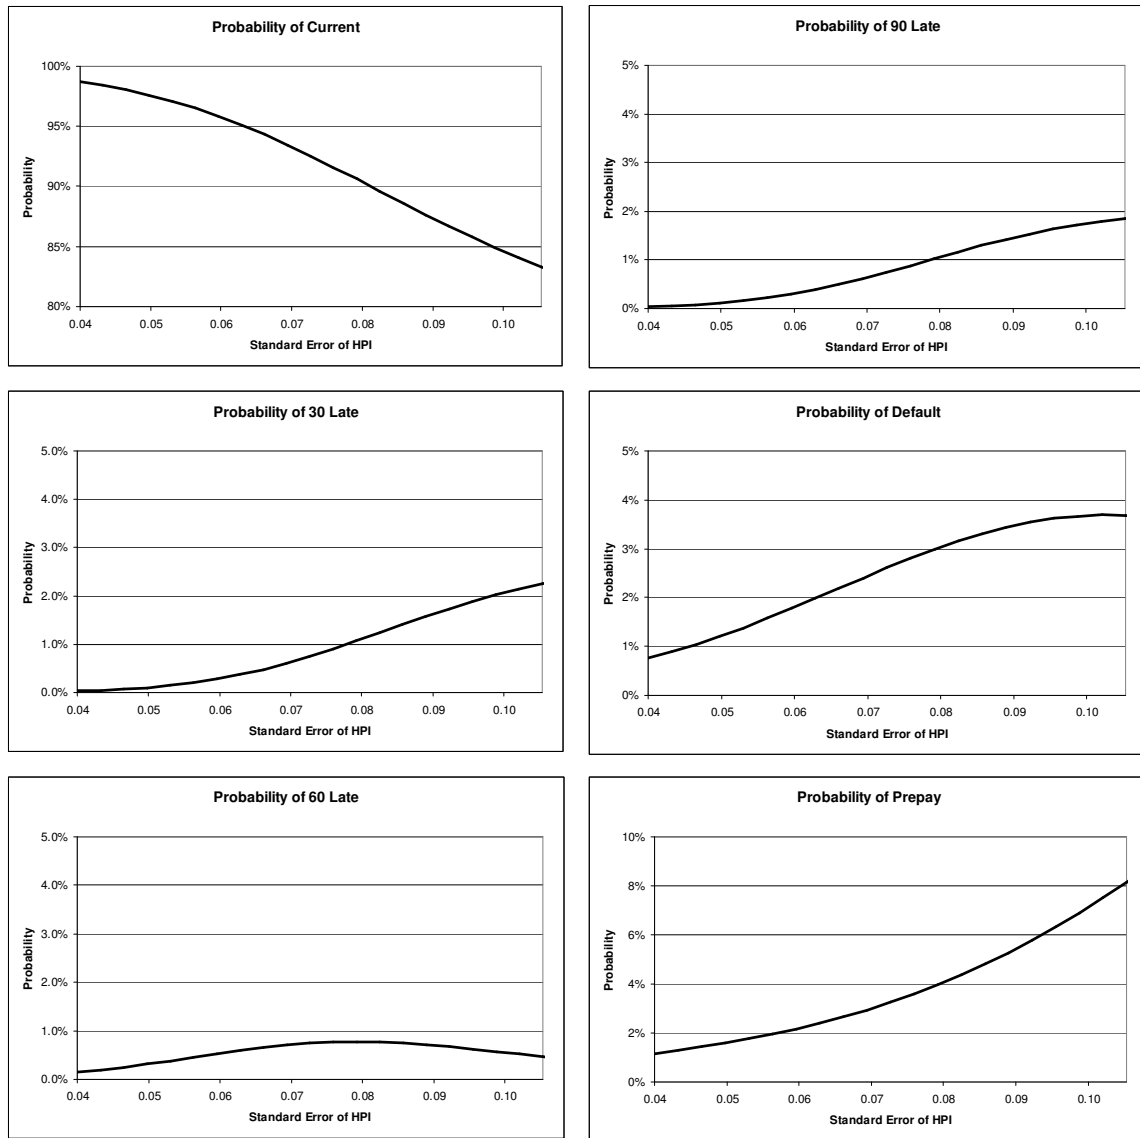 Probability of Current
100%
95%
90%
85%
80%
Probability
0.04 0.05 0.06 0.07 0.08 0.09 0.10
Standard Error of HPI
Probability of 90 Late
5%
4%
3%
2%
1%
0%
Probability
0.04 0.05 0.06 0.07 0.08 0.09 0.10
Standard Error of HPI
Probability of 30 Late
5.0%
4.0%
3.0%
2.0%
1.0%
0.0%
Probability
0.04 0.05 0.06 0.07 0.08 0.09 0.10
Standard Error of HPI
Probability of Default
5%
4%
3%
2%
1%
0%
Probability
0.04 0.05 0.06 0.07 0.08 0.09 0.10
Standard Error of HPI
Probability of 60 Late
5.0%
4.0%
3.0%
2.0%
1.0%
0.0%
Probability
0.04 0.05 0.06 0.07 0.08 0.09 0.10
Standard Error of HPI
Probability of Prepay
10%
8%
6%
4%
2%
0%
Probability
0.04 0.05 0.06 0.07 0.08 0.09 0.10
Standard Error of HPI